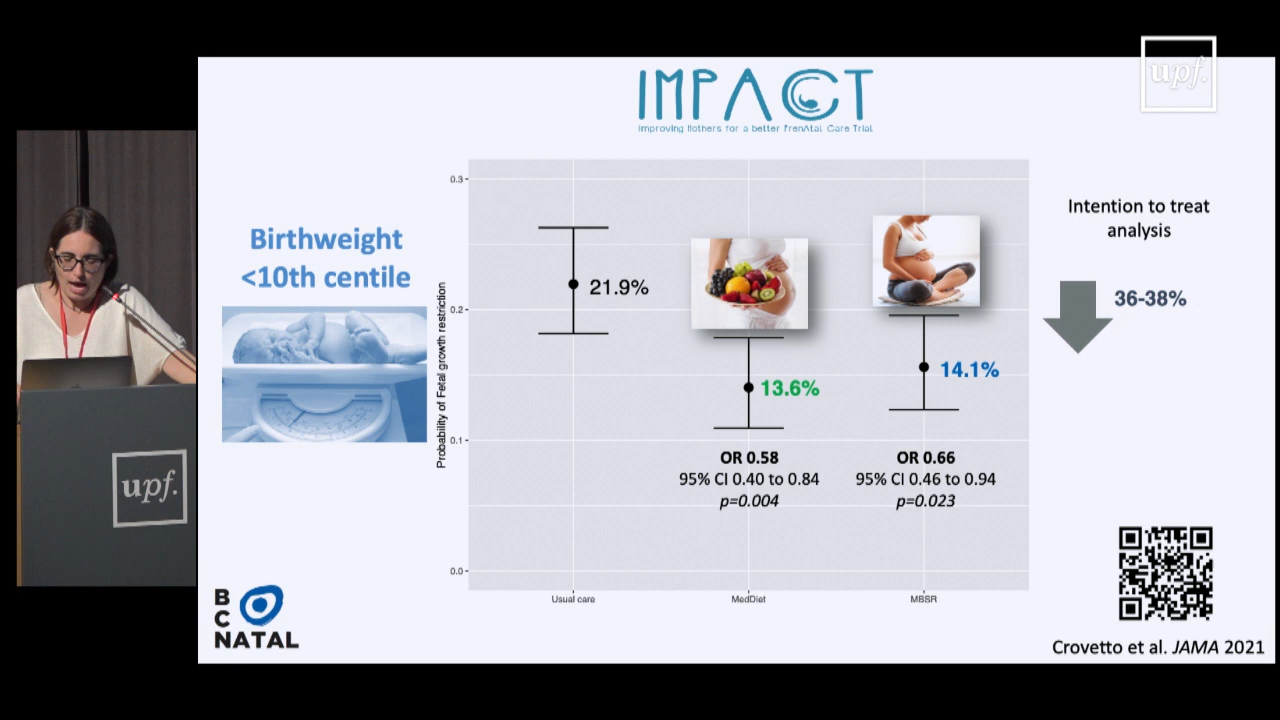 IMPACT
Improving Mothers for a better PrenAtal Care Trial
upf.
Birthweight
<10th centile
Probability of Fetal growth restriction
0.3
0.2
0.1
0.0
21.9%
13.6%
14.1%
OR 0.58
95% CI 0.40 to 0.84
p=0.004
OR 0.66
95% CI 0.46 to 0.94
p=0.023
Usual care
MedDiet
MBSR
Intention to treat
analysis
36-38%
upf.
B
C
NATAL
Crovetto et al. JAMA 2021